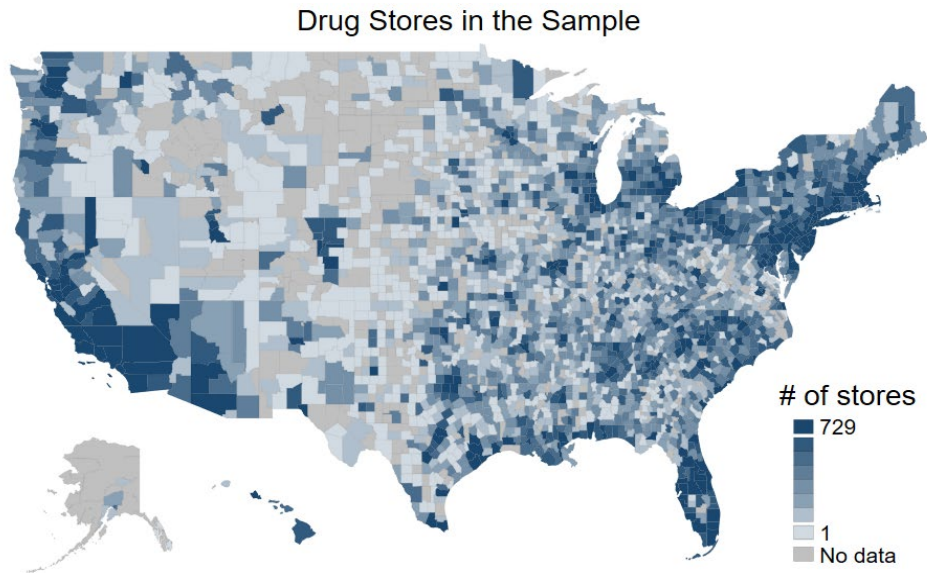 Drug Stores in the Sample
# of stores
729
1
No data